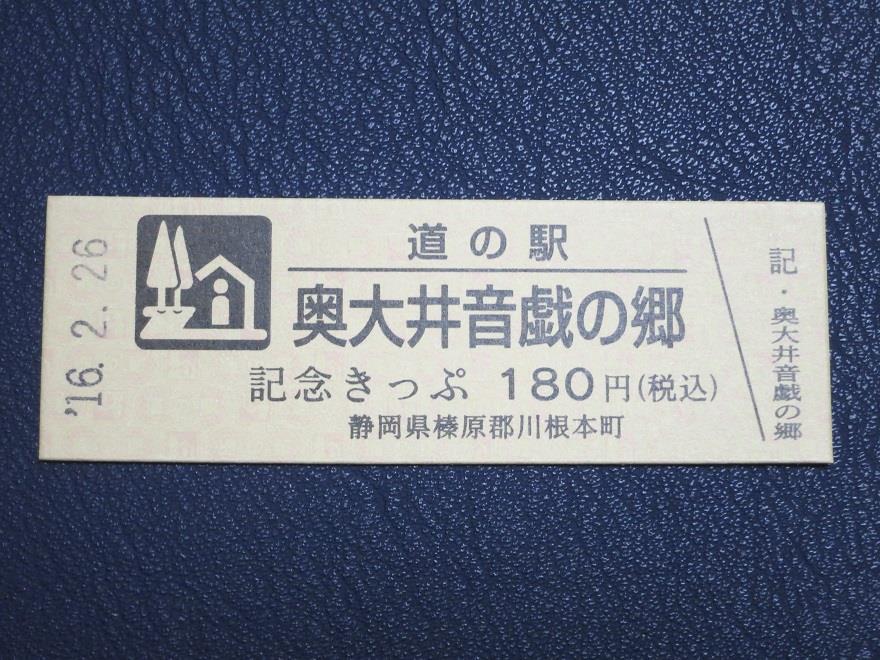 '16. 2. 26
道の駅
奥大井音戯の郷
記念きっぷ 180円(税込)
静岡県榛原郡川根本町
記・奥大井音戯の郷